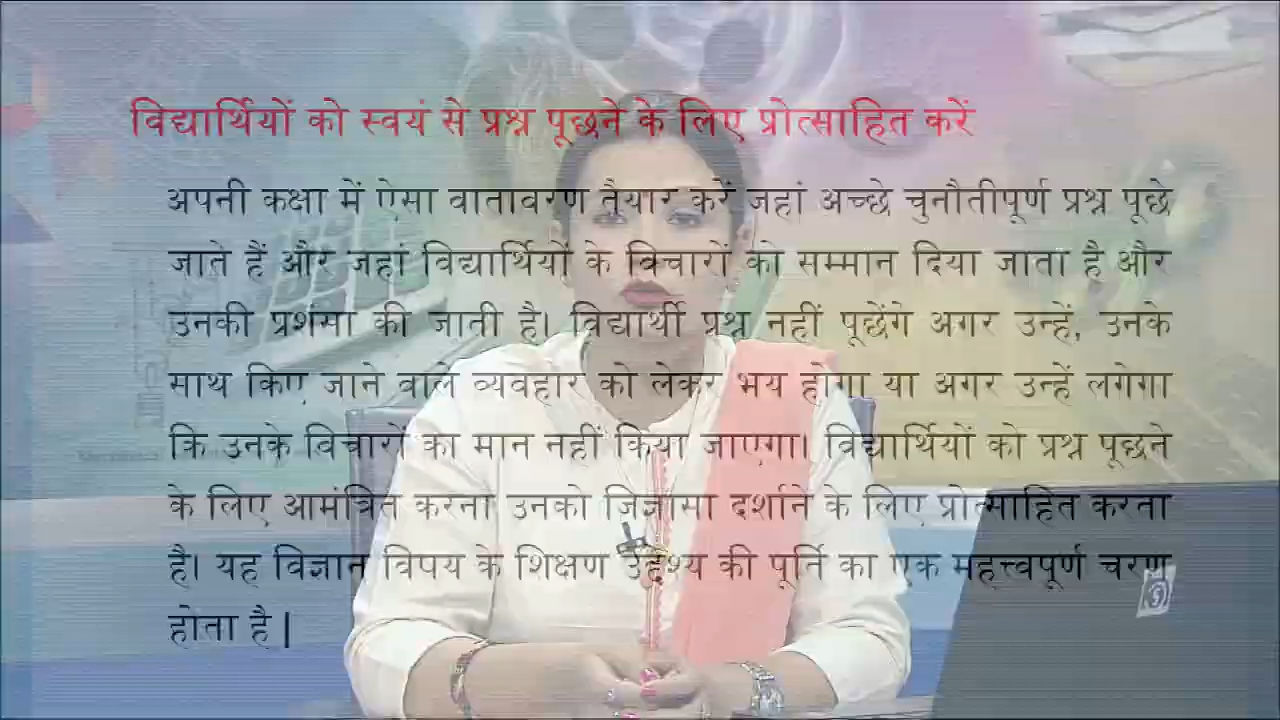 विद्यार्थियों को स्वयं से प्रश्न पूछने के लिए प्रोत्साहित करें
अपनी कक्षा में ऐसा वातावरण तैयार करें जहां अच्छे चुनौतीपूर्ण प्रश्न पूछे
जाते हैं और जहां विद्यार्थियों के विचारों को सम्मान दिया जाता है और
उनकी प्रशंसा की जाती है। विद्यार्थी प्रश्न नहीं पूछेंगे अगर उन्हें, उनके
साथ किए जाने वाले व्यवहार को लेकर भय होगा या अगर उन्हें लगेगा
कि उनके विचारों का मान नहीं किया जाएगा। विद्यार्थियों को प्रश्न पूछने
के लिए आमंत्रित करना उनको जिज्ञासा दर्शाने के लिए प्रोत्साहित करता
है। यह विज्ञान विषय के शिक्षण उद्देश्य की पूर्ति का एक महत्त्वपूर्ण चरण
होता है |